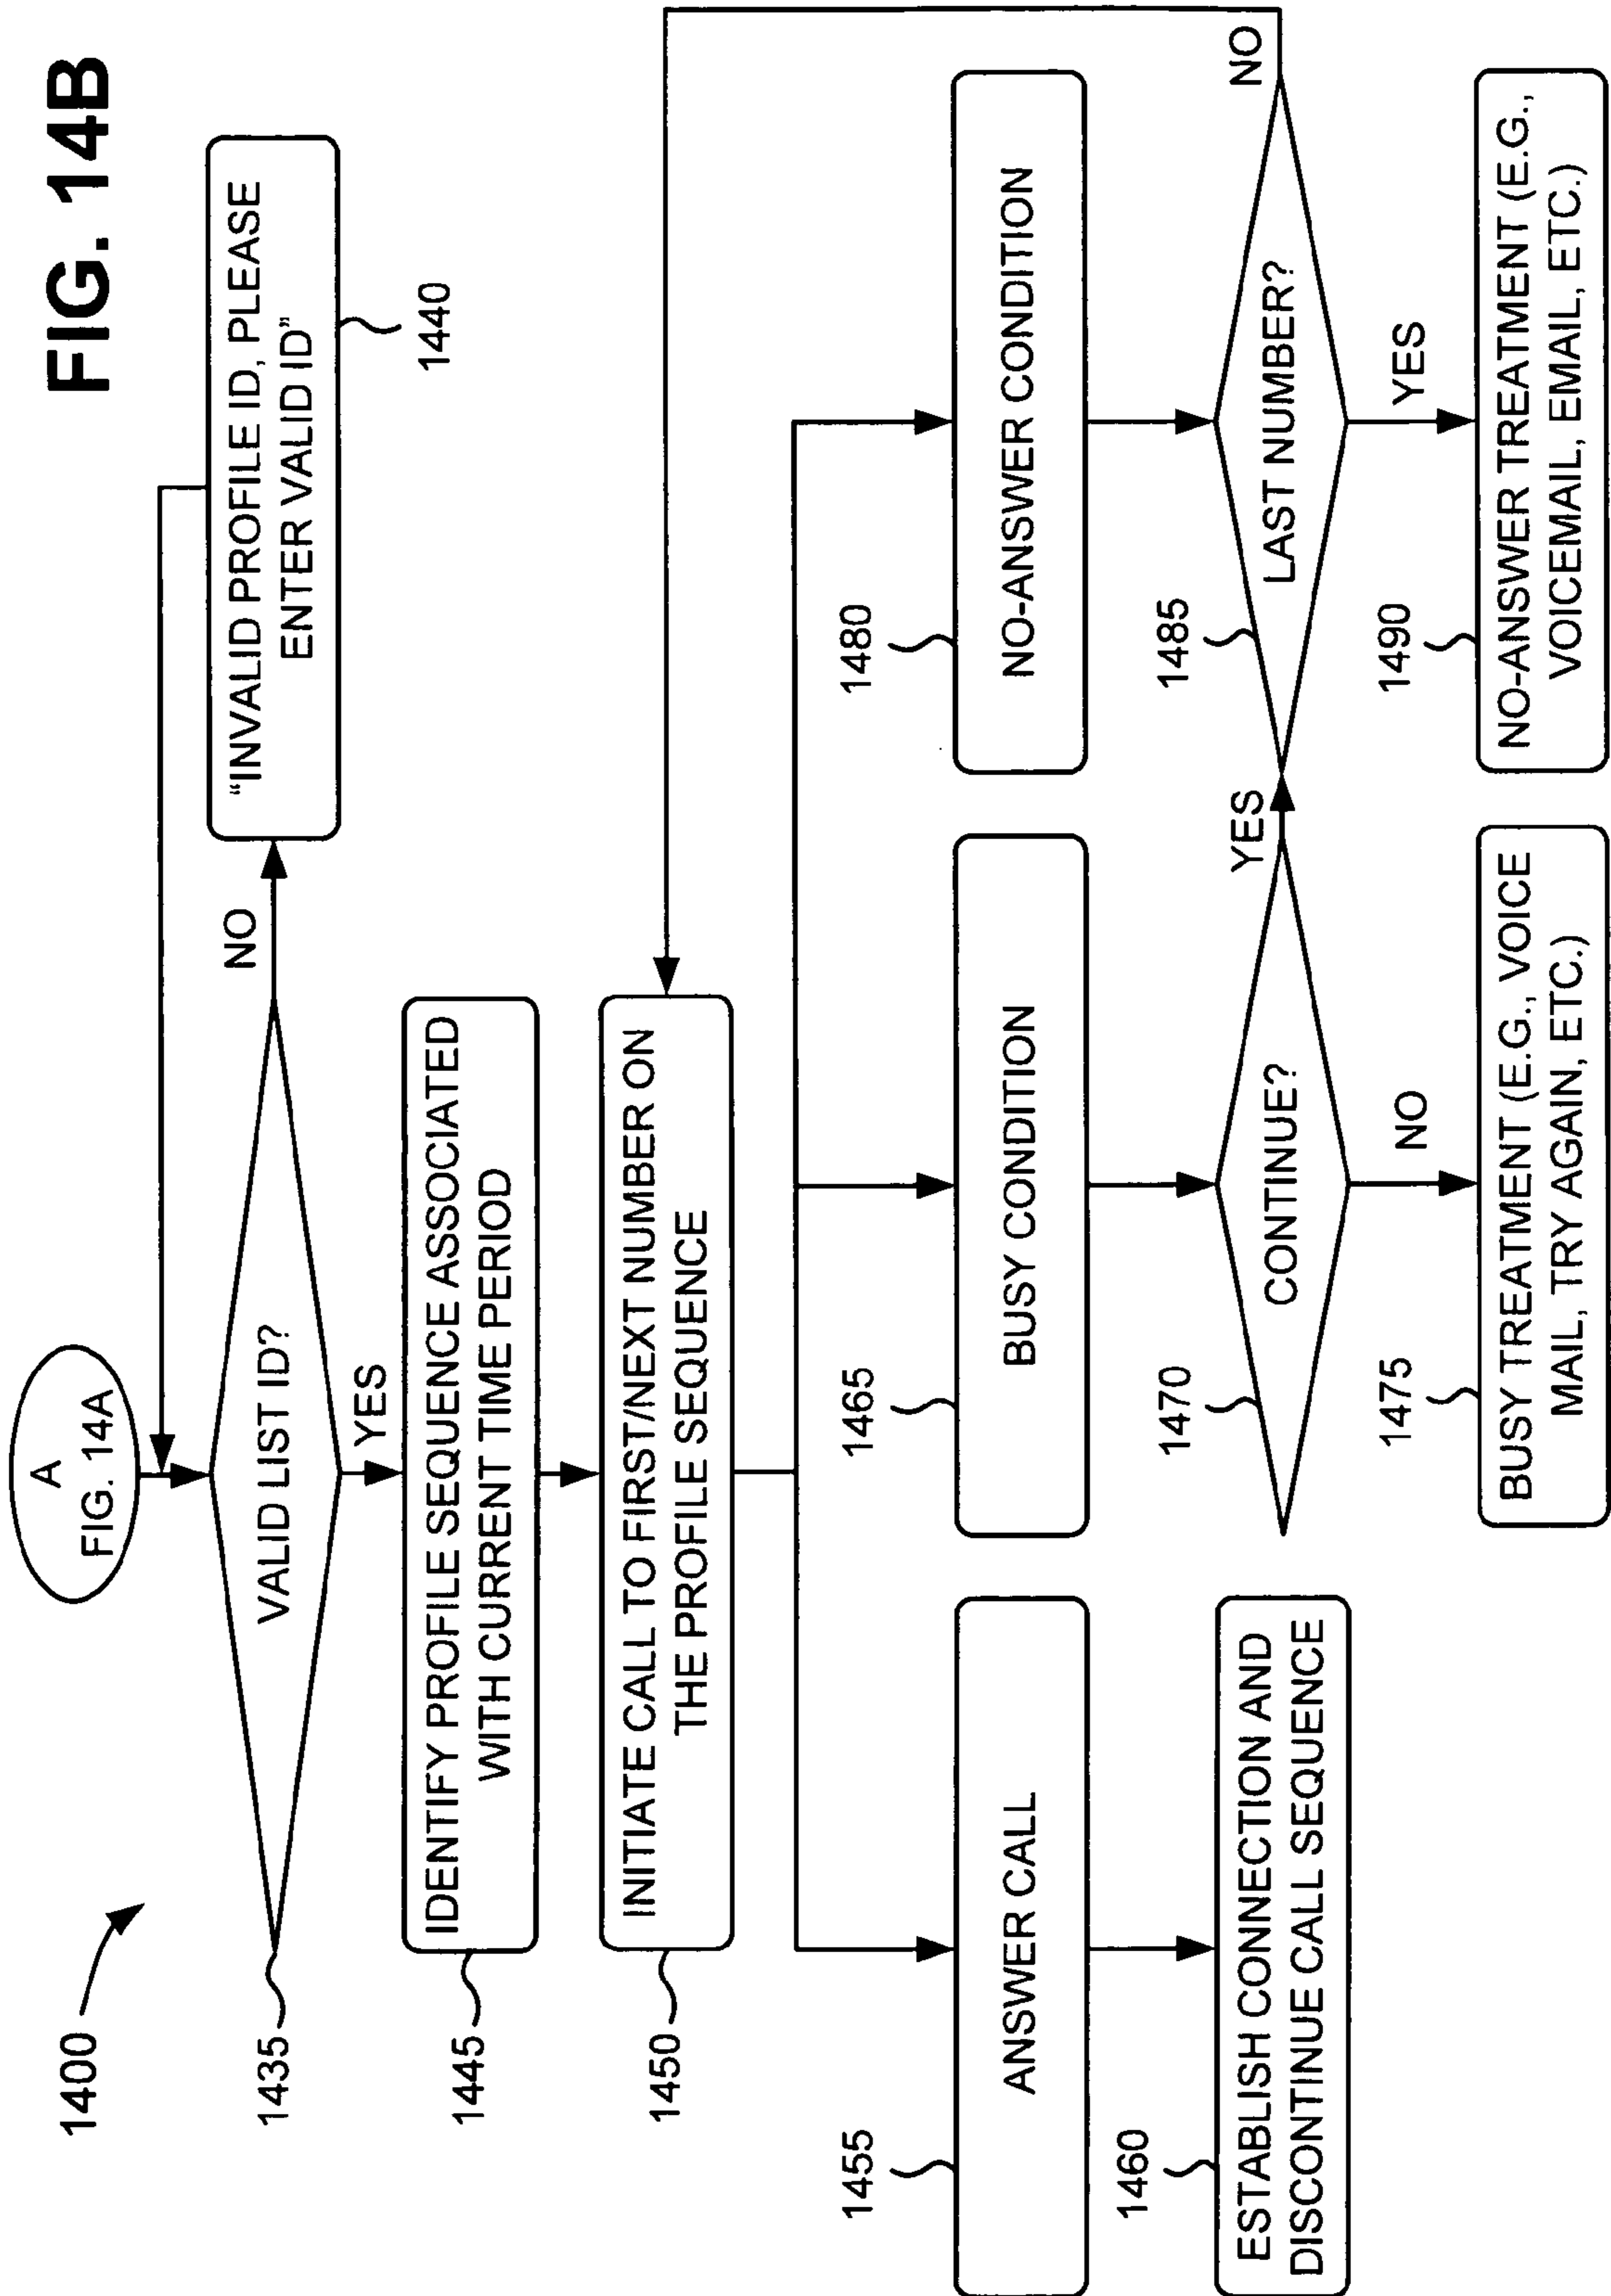 FIG. 14B
1400
A
FIG. 14A
1435
VALID LIST ID?
NO
"INVALID PROFILE ID, PLEASE
ENTER VALID ID"
1440
YES
1445
IDENTIFY PROFILE SEQUENCE ASSOCIATED
WITH CURRENT TIME PERIOD
1450
INITIATE CALL TO FIRST/NEXT NUMBER ON
THE PROFILE SEQUENCE
1455
ANSWER CALL
1460
ESTABLISH CONNECTION AND
DISCONTINUE CALL SEQUENCE
1465
BUSY CONDITION
1470
CONTINUE?
YES
NO
1475
BUSY TREATMENT (E.G., VOICE
MAIL, TRY AGAIN, ETC.)
1480
NO-ANSWER CONDITION
1485
LAST NUMBER?
NO
YES
1490
NO-ANSWER TREATMENT (E.G.,
VOICEMAIL, EMAIL, ETC.)